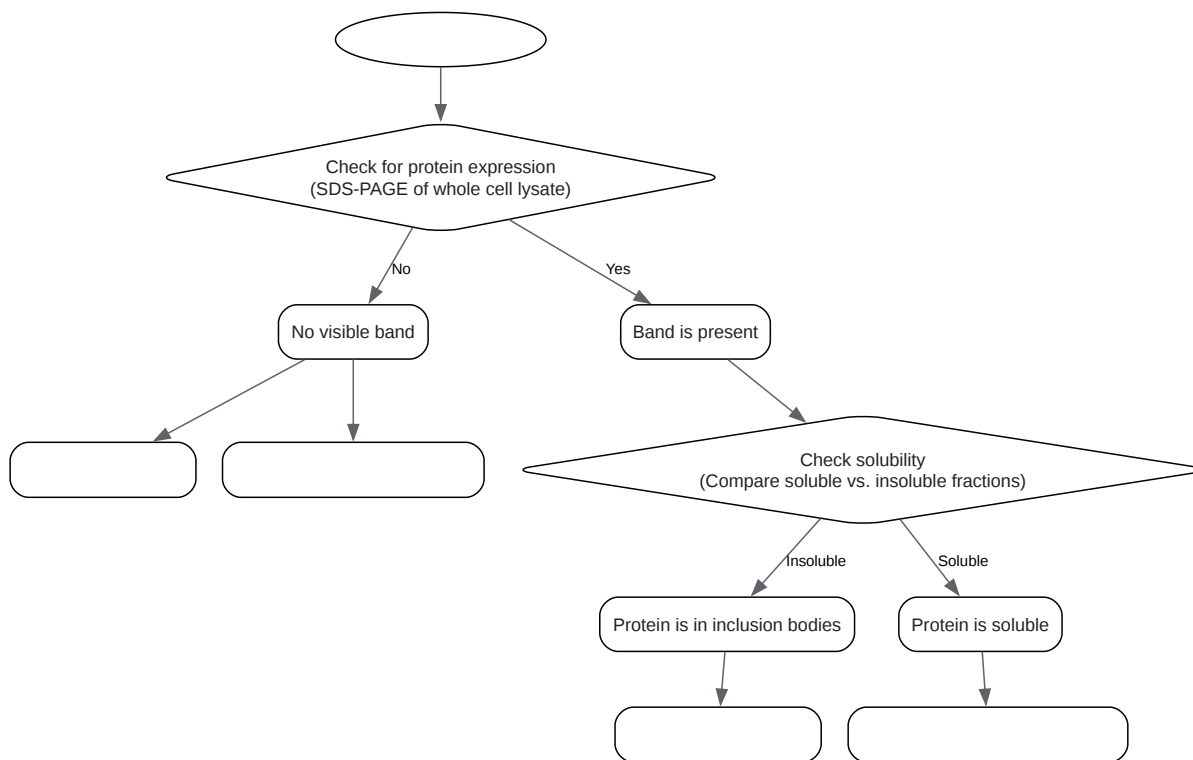 Check for protein expression
(SDS-PAGE of whole cell lysate)
No
Yes
No visible band
Band is present
Check solubility
(Compare soluble vs. insoluble fractions)
Insoluble
Soluble
Protein is in inclusion bodies
Protein is soluble